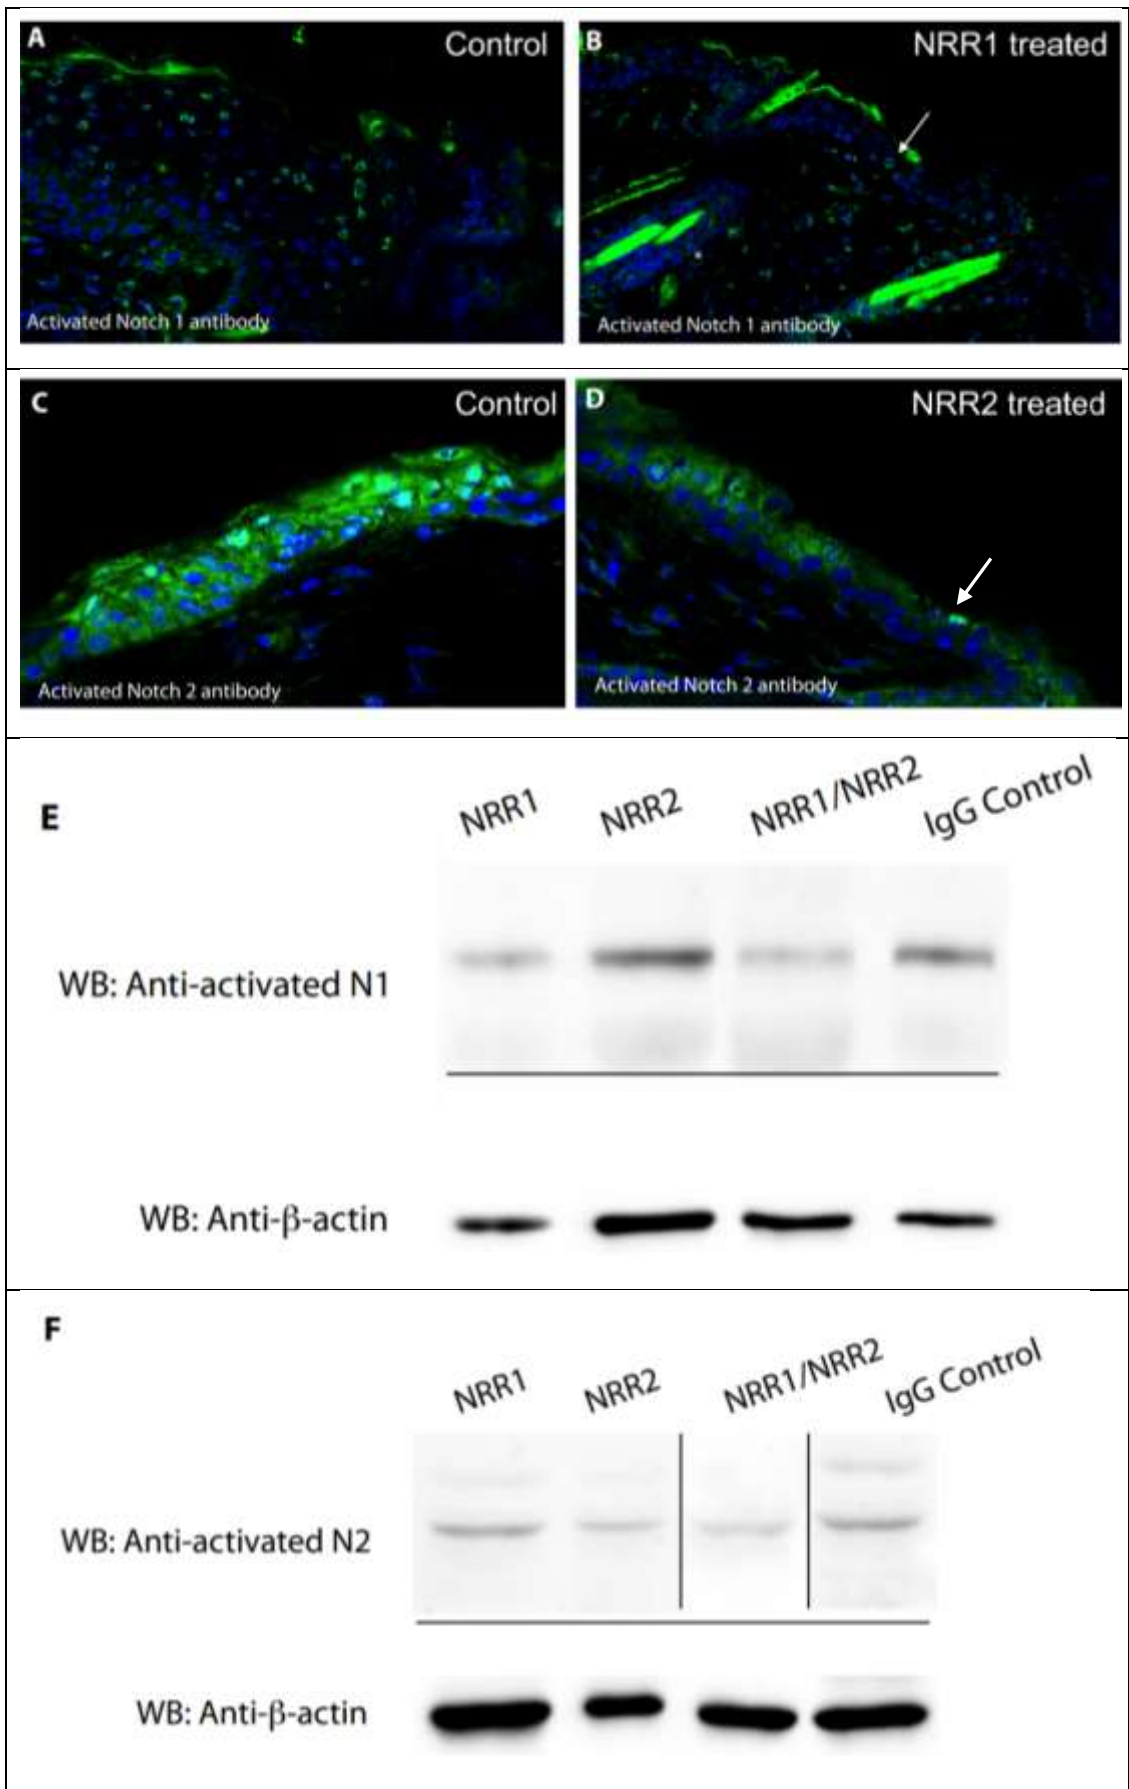 A
Control
Activated Notch 1 antibody
B
NRR1 treated
Activated Notch 1 antibody
C
Control
Activated Notch 2 antibody
D
NRR2 treated
Activated Notch 2 antibody
E
NRR1
NRR2
NRR1/NRR2
IgG Control
WB: Anti-activated N1
WB: Anti-β-actin
F
NRR1
NRR2
NRR1/NRR2
IgG Control
WB: Anti-activated N2
WB: Anti-β-actin